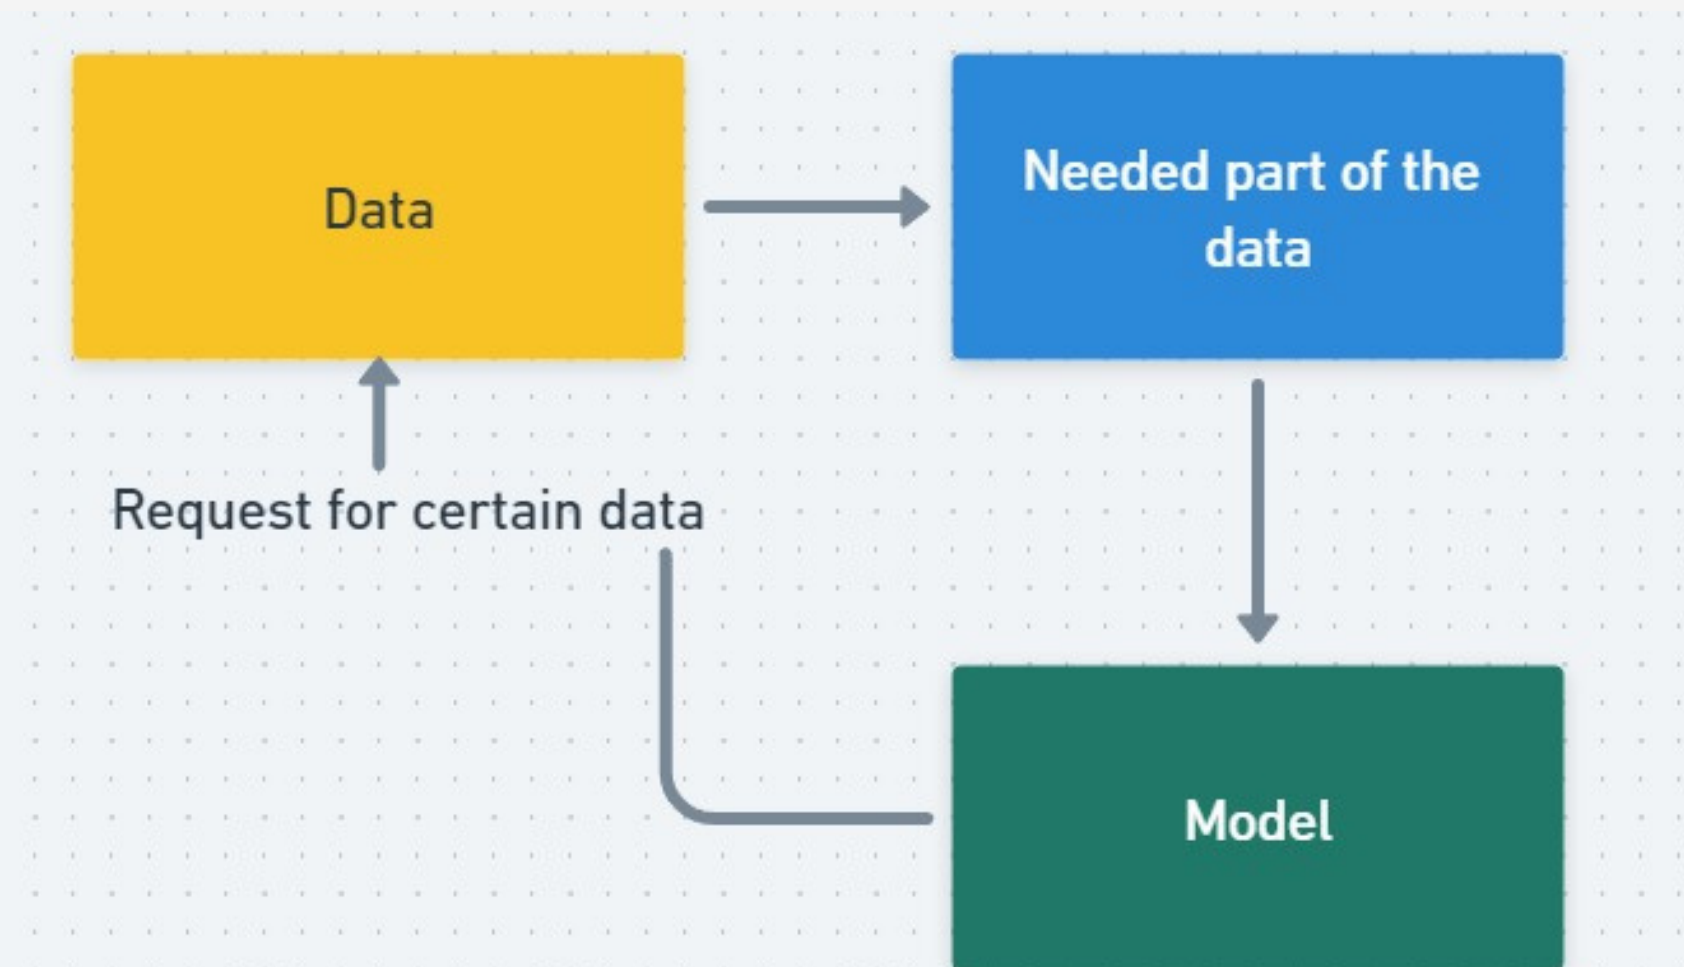 Data
Needed part of the
data
Request for certain data
Model